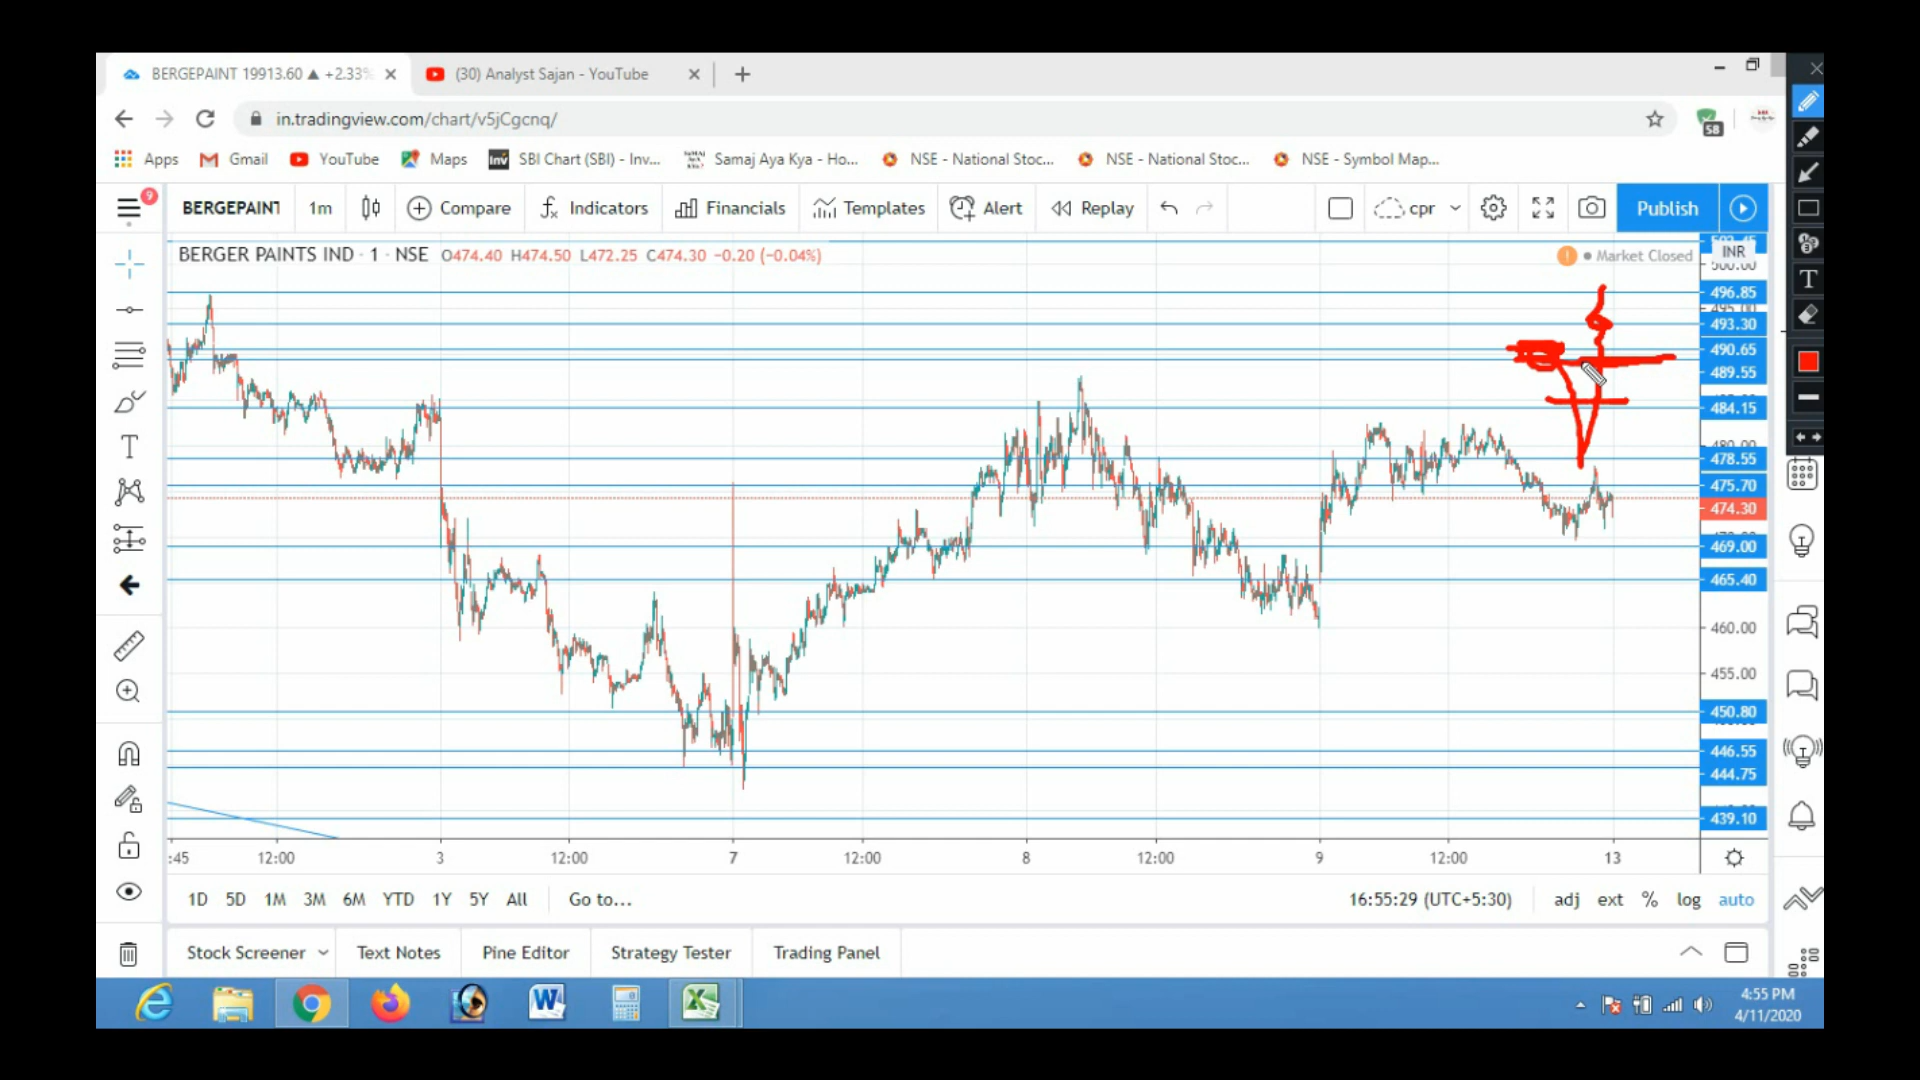 BERGEPAINT 19913.60 ▲ +2.33%
(30) Analyst Sajan - YouTube
in.tradingview.com/chart/v5jCgcnq/
58
Apps Gmail YouTube Maps SBI Chart (SBI) - Inv... Samaj Aya Kya - Ho... NSE - National Stoc... NSE - National Stoc... NSE - Symbol Map...
9
BERGEPAINT 1m Compare Indicators Financials Templates Alert Replay cpr Publish
BERGER PAINTS IND · 1 · NSE O474.40 H474.50 L472.25 C474.30 −0.20 (−0.04%)
Market Closed
INR
500.00
496.85
493.30
490.65
489.55
484.15
480.00
478.55
475.70
474.30
469.00
465.40
460.00
455.00
450.80
446.55
444.75
439.10
:45 12:00 3 12:00 7 12:00 8 12:00 9 12:00 13
1D 5D 1M 3M 6M YTD 1Y 5Y All Go to... 16:55:29 (UTC+5:30) adj ext % log auto
Stock Screener Text Notes Pine Editor Strategy Tester Trading Panel
4:55 PM
4/11/2020